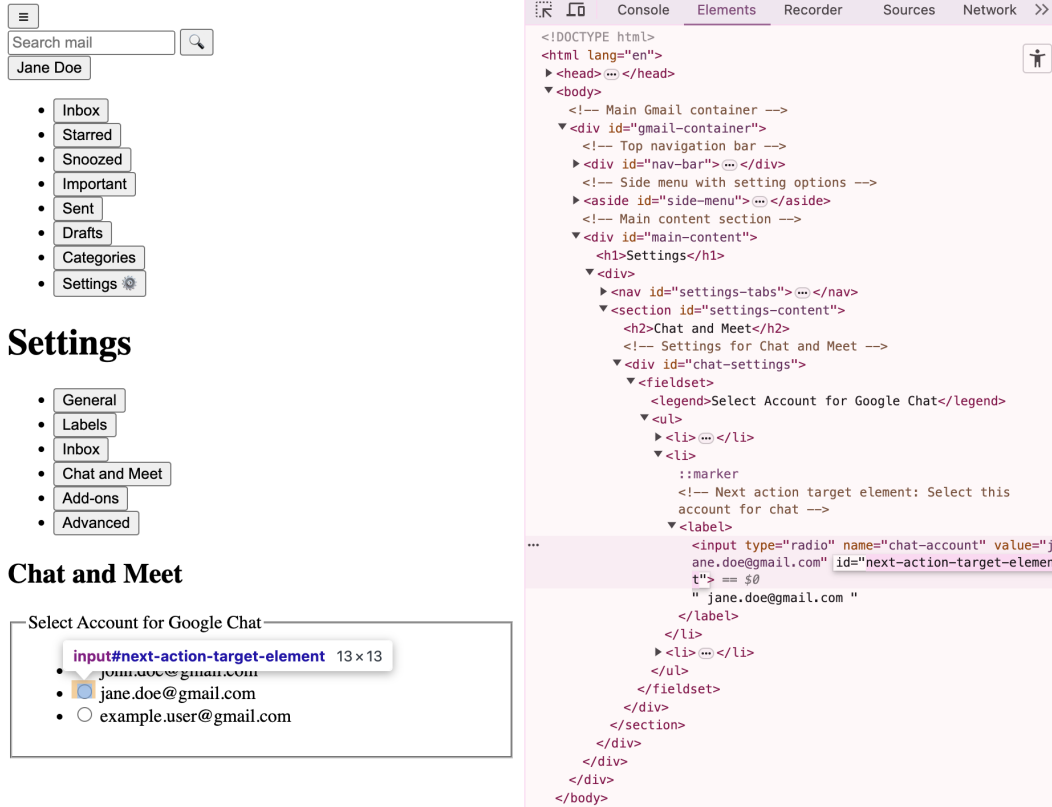 ≡
Search mail
🔍
Jane Doe
• Inbox
• Starred
• Snoozed
• Important
• Sent
• Drafts
• Categories
• Settings ⚙️
Settings
• General
• Labels
• Inbox
• Chat and Meet
• Add-ons
• Advanced
Chat and Meet
Select Account for Google Chat
input#next-action-target-element 13×13
• john.doe@gmail.com
• jane.doe@gmail.com
• example.user@gmail.com
Console Elements Recorder Sources Network >>
<!DOCTYPE html>
<html lang="en">
▶<head>…</head>
▼<body>
<!-- Main Gmail container -->
▼<div id="gmail-container">
<!-- Top navigation bar -->
▶<div id="nav-bar">…</div>
<!-- Side menu with setting options -->
▶<aside id="side-menu">…</aside>
<!-- Main content section -->
▼<div id="main-content">
<h1>Settings</h1>
▼<div>
▶<nav id="settings-tabs">…</nav>
▼<section id="settings-content">
<h2>Chat and Meet</h2>
<!-- Settings for Chat and Meet -->
▼<div id="chat-settings">
▼<fieldset>
<legend>Select Account for Google Chat</legend>
▼<ul>
▶<li>…</li>
▼<li>
::marker
<!-- Next action target element: Select this
account for chat -->
▼<label>
… <input type="radio" name="chat-account" value="j
ane.doe@gmail.com" id="next-action-target-elemen
t"> == $0
" jane.doe@gmail.com "
</label>
</li>
▶<li>…</li>
</ul>
</fieldset>
</div>
</section>
</div>
</div>
</div>
</body>